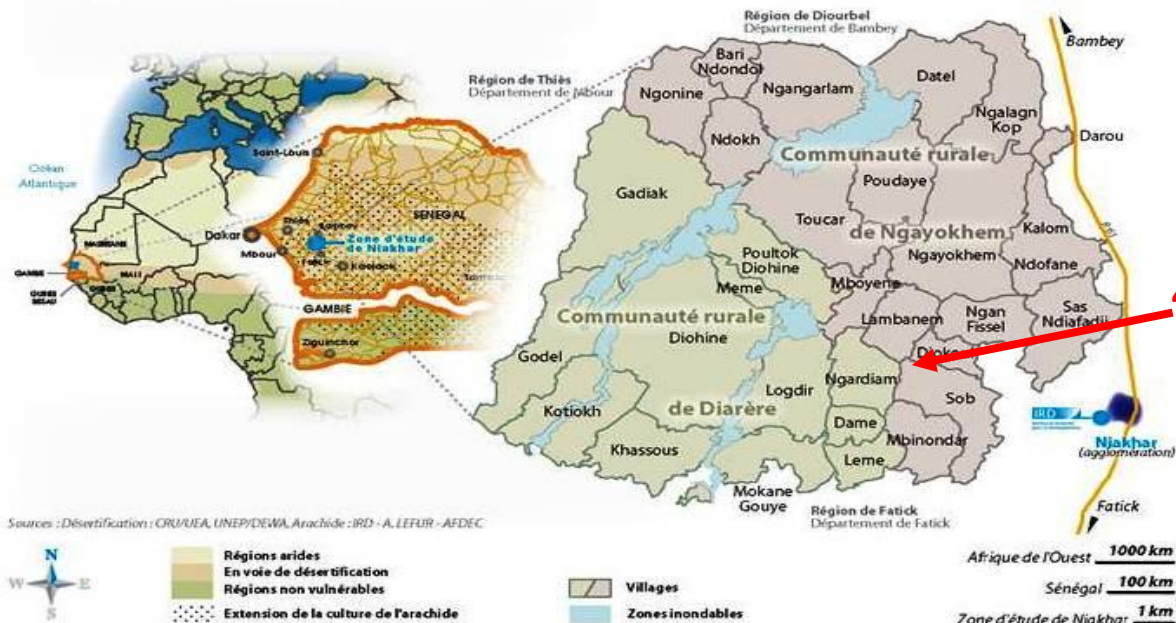 Océan
Atlantique
MAURITANIE
MALI
GAMBIE
GUINEE
BISSAU
GUINEE
Saint-Louis
SENEGAL
Dakar
Thiès
Bambey
Mbour
Zone d'étude
de Niakhar
Fatick
Kaolack
GAMBIE
Ziguinchor
Région de Thiès
Département de Mbour
Région de Diourbel
Département de Bambey
Bambey
Bari
Ndondol
Ngonine
Ngangarlam
Datel
Ngalagn
Kop
Ndokh
Darou
Communauté rurale
de Ngayokhem
Gadiak
Poudaye
Toucar
Kalom
Poultok
Diohine
Ngayokhem
Ndofane
Meme
Mboyene
Communauté rurale
de Diarère
Lambanem
Ngan
Fissel
Sas
Ndiafadji
Diohine
Godel
Logdir
Ngardiam
Sob
Kotiokh
Dame
Mbinondar
Khassous
Leme
Mokane
Gouye
IRD
Niakhar
(agglomération)
Région de Fatick
Département de Fatick
Fatick
Sources : Désertification : CRU/UEA, UNEP/DEWA, Arachide : IRD - A. LEFUR - AFDEC
N
W
E
S
Régions arides
En voie de désertification
Régions non vulnérables
Extension de la culture de l'arachide
Villages
Zones inondables
Afrique de l'Ouest 1000 km
Sénégal 100 km
Zone d'étude de Niakhar 1 km